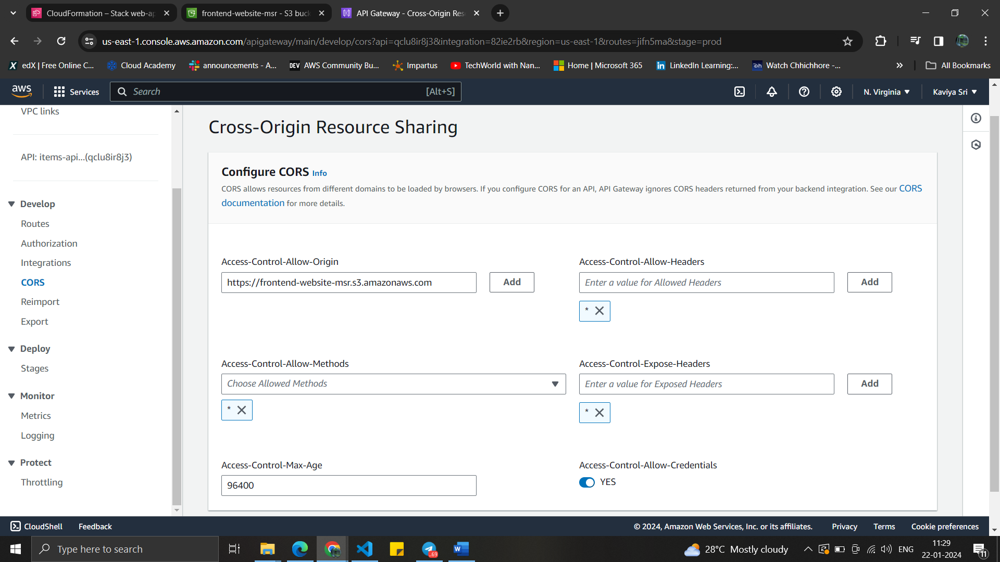 CloudFormation – Stack web-ap
frontend-website-msr - S3 buck
API Gateway - Cross-Origin Res
us-east-1.console.aws.amazon.com/apigateway/main/develop/cors?api=qclu8ir8j3&integration=82ie2rb&region=us-east-1&routes=jifn5ma&stage=prod
edX | Free Online C...
Cloud Academy
announcements - A...
DEV AWS Community Bu...
Impartus
TechWorld with Nan...
Home | Microsoft 365
LinkedIn Learning:...
Watch Chhichhore -...
All Bookmarks
aws
Services
Search
[Alt+S]
N. Virginia
Kaviya Sri
VPC links
API: items-api...(qclu8ir8j3)
Develop
Routes
Authorization
Integrations
CORS
Reimport
Export
Deploy
Stages
Monitor
Metrics
Logging
Protect
Throttling
Cross-Origin Resource Sharing
Configure CORS Info
CORS allows resources from different domains to be loaded by browsers. If you configure CORS for an API, API Gateway ignores CORS headers returned from your backend integration. See our CORS
documentation for more details.
Access-Control-Allow-Origin
https://frontend-website-msr.s3.amazonaws.com
Add
Access-Control-Allow-Headers
Enter a value for Allowed Headers
Add
*
Access-Control-Allow-Methods
Choose Allowed Methods
*
Access-Control-Expose-Headers
Enter a value for Exposed Headers
Add
*
Access-Control-Max-Age
96400
Access-Control-Allow-Credentials
YES
CloudShell
Feedback
© 2024, Amazon Web Services, Inc. or its affiliates.
Privacy
Terms
Cookie preferences
Type here to search
28°C Mostly cloudy
ENG
11:29
22-01-2024
11